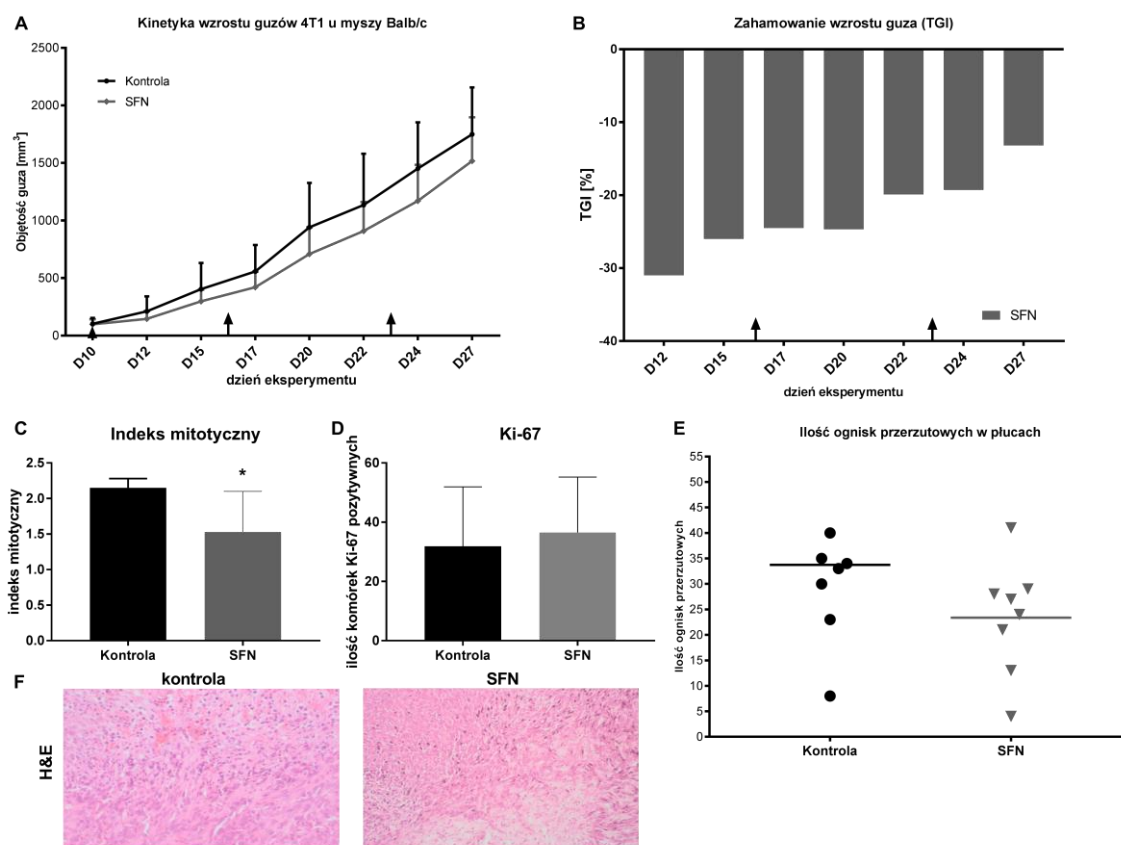 A
Kinetyka wzrostu guzów 4T1 u myszy Balb/c
2500
2000
1500
1000
500
0
Objętość guza [mm³]
Kontrola
SFN
D10
D12
D15
D17
D20
D22
D24
D27
dzień eksperymentu
B
Zahamowanie wzrostu guza (TGI)
0
-10
-20
-30
-40
TGI [%]
SFN
D12
D15
D17
D20
D22
D24
D27
dzień eksperymentu
C
Indeks mitotyczny
2.5
2.0
1.5
1.0
0.5
0.0
indeks mitotyczny
*
Kontrola
SFN
D
Ki-67
60
40
20
0
ilość komórek Ki-67 pozytywnych
Kontrola
SFN
E
Ilość ognisk przerzutowych w płucach
55
50
45
40
35
30
25
20
15
10
5
0
Ilość ognisk przerzutowych
Kontrola
SFN
F
kontrola
SFN
H&E